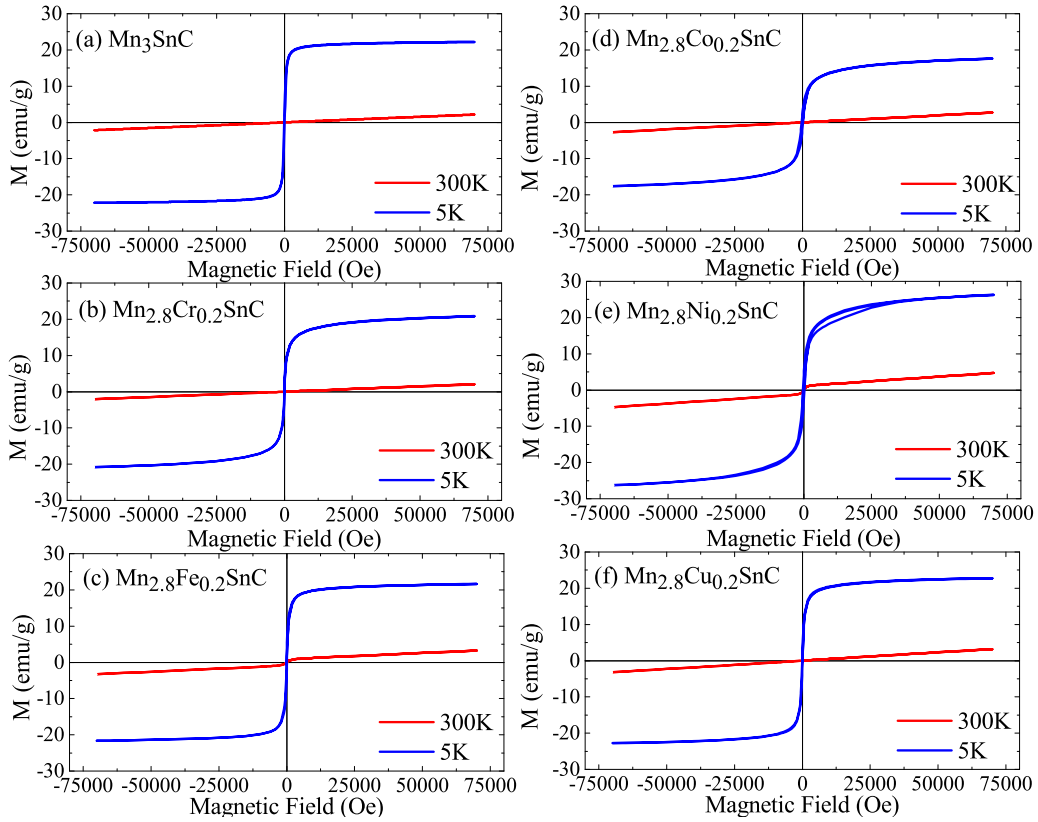 (a) Mn3SnC
M (emu/g)
30
20
10
0
-10
-20
-30
300K
5K
-75000 -50000 -25000 0 25000 50000 75000
Magnetic Field (Oe)
(b) Mn2.8Cr0.2SnC
M (emu/g)
30
20
10
0
-10
-20
-30
300K
5K
-75000 -50000 -25000 0 25000 50000 75000
Magnetic Field (Oe)
(c) Mn2.8Fe0.2SnC
M (emu/g)
30
20
10
0
-10
-20
-30
300K
5K
-75000 -50000 -25000 0 25000 50000 75000
Magnetic Field (Oe)
(d) Mn2.8Co0.2SnC
M (emu/g)
30
20
10
0
-10
-20
-30
300K
5K
-75000 -50000 -25000 0 25000 50000 75000
Magnetic Field (Oe)
(e) Mn2.8Ni0.2SnC
M (emu/g)
30
20
10
0
-10
-20
-30
300K
5K
-75000 -50000 -25000 0 25000 50000 75000
Magnetic Field (Oe)
(f) Mn2.8Cu0.2SnC
M (emu/g)
30
20
10
0
-10
-20
-30
300K
5K
-75000 -50000 -25000 0 25000 50000 75000
Magnetic Field (Oe)